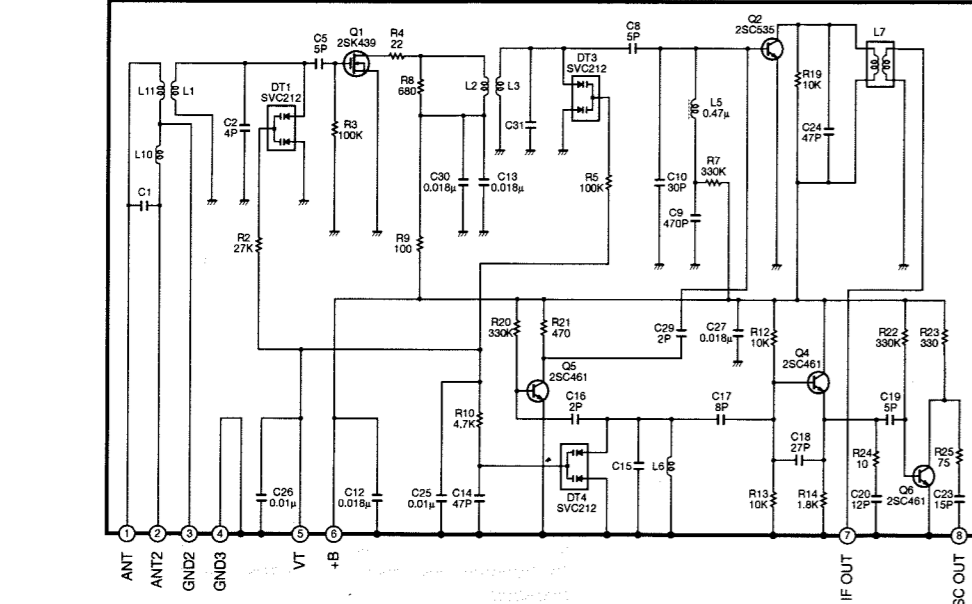 Q1
2SK439
R4
22
C5
5P
C8
5P
Q2
2SC535
L7
DT1
SVC212
DT3
SVC212
R8
680
L11
L1
L2
L3
R19
10K
C2
4P
R3
100K
C31
L5
0.47μ
C24
47P
L10
R7
330K
C1
C30
0.018μ
C13
0.018μ
R5
100K
C10
30P
C9
470P
R2
27K
R9
100
R20
330K
R21
470
C29
2P
C27
0.018μ
R12
10K
R22
330K
R23
330
Q4
2SC461
Q5
2SC461
C16
2P
C17
8P
C19
5P
R10
4.7K
C18
27P
R24
10
R25
75
C15
L6
DT4
SVC212
Q6
2SC461
C26
0.01μ
C12
0.018μ
C25
0.01μ
C14
47P
R13
10K
R14
1.8K
C20
12P
C23
15P
1
2
3
4
5
6
7
8
ANT
ANT2
GND2
GND3
VT
+B
IF OUT
SC OUT